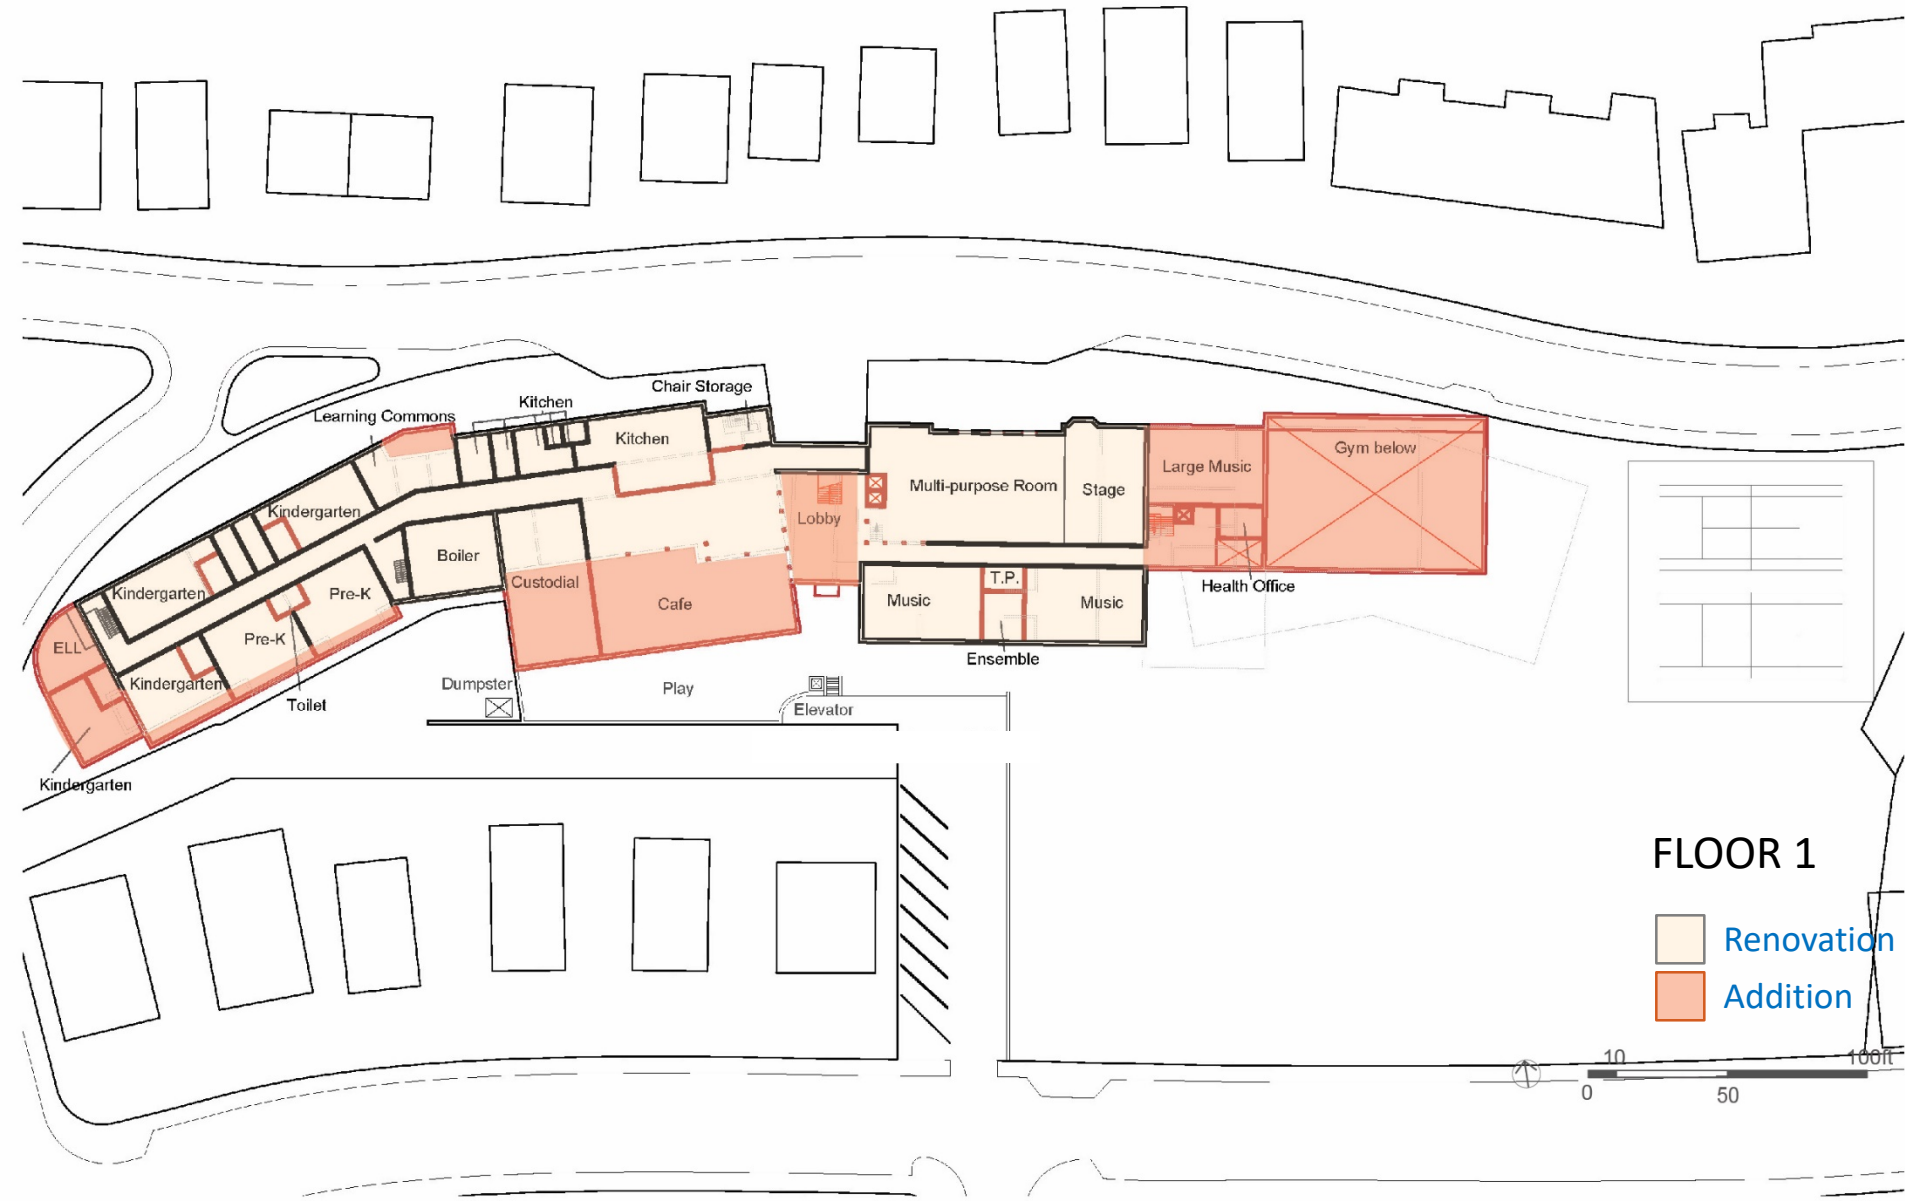 Chair Storage
Kitchen
Learning Commons
Kitchen
Gym below
Large Music
Multi-purpose Room
Stage
Kindergarten
Lobby
Boiler
Custodial
T.P.
Health Office
Kindergarten
Pre-K
Cafe
Music
Music
Pre-K
ELL
Ensemble
Kindergarten
Dumpster
Play
Toilet
Elevator
Kindergarten
FLOOR 1
Renovation
Addition
10
100ft
0
50